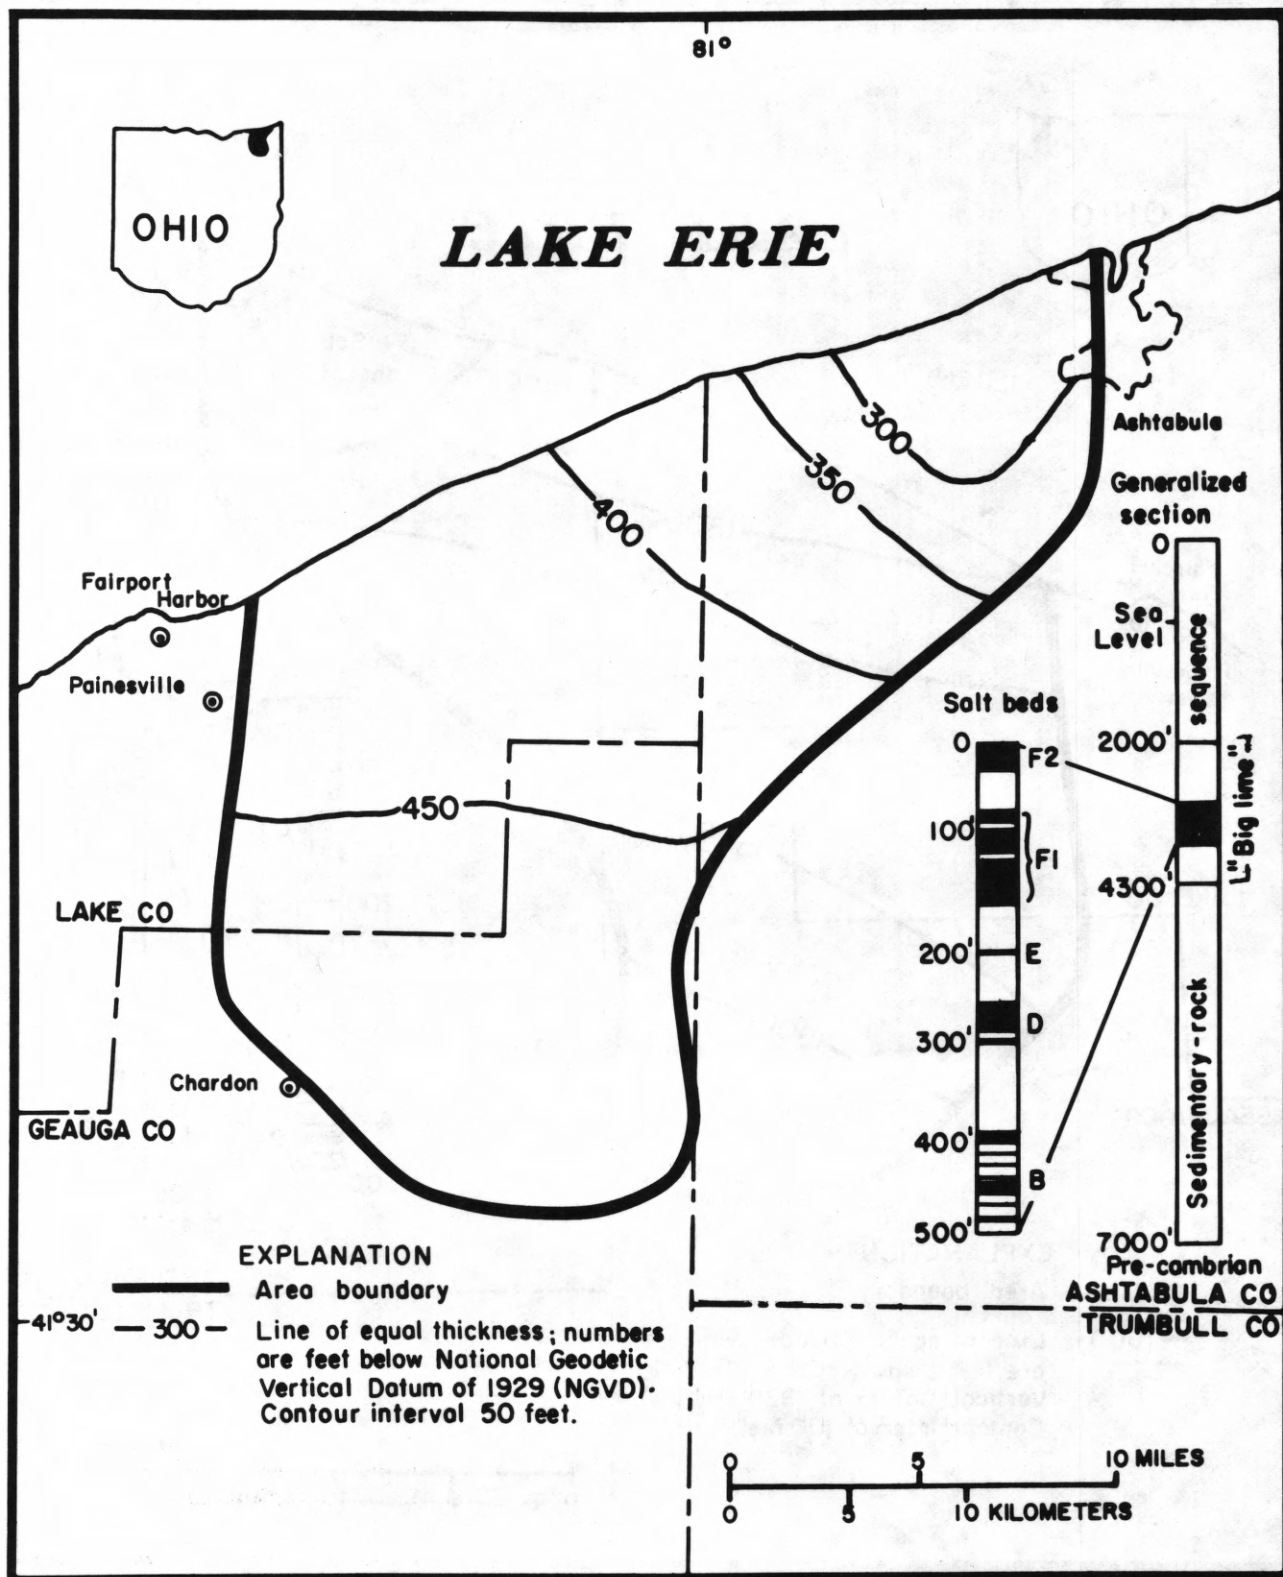 81°
OHIO
LAKE ERIE
300
350
400
450
Ashtabula
Fairport
Harbor
Painesville
LAKE CO
Chardon
GEAUGA CO
Generalized
section
0
Sea
Level
2000'
4300'
7000'
sequence
"Big lime"
Sedimentary-rock
Pre-cambrian
Salt beds
0
F2
100'
F1
200'
E
D
300'
400'
B
500'
ASHTABULA CO
TRUMBULL CO
41°30'
EXPLANATION
Area boundary
300
Line of equal thickness; numbers
are feet below National Geodetic
Vertical Datum of 1929 (NGVD).
Contour interval 50 feet.
0 5 10 MILES
0 5 10 KILOMETERS